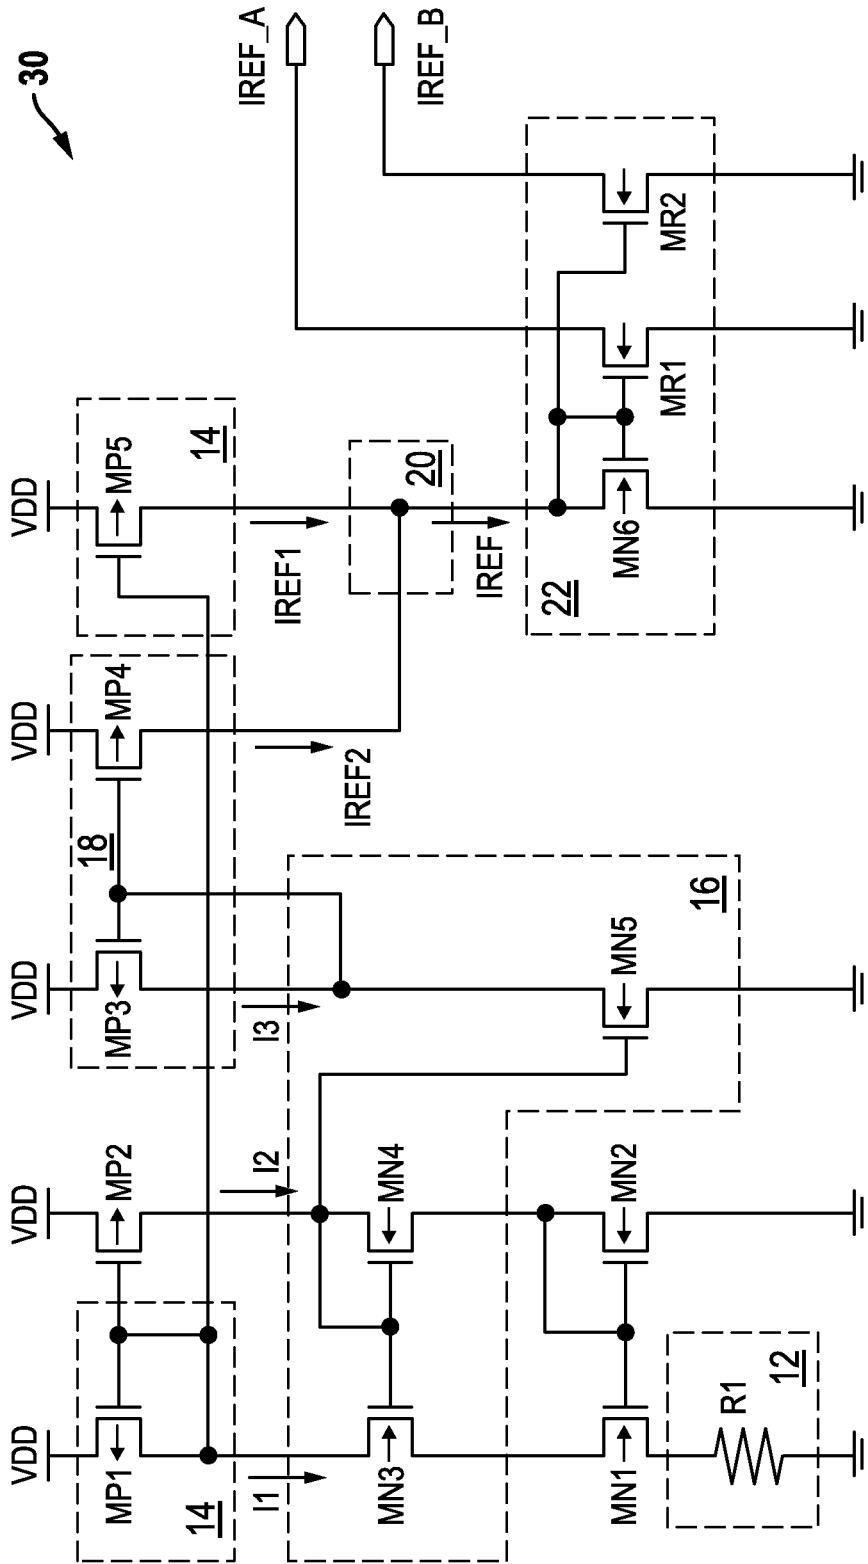 30
IREF_A
IREF_B
VDD
VDD
VDD
VDD
VDD
MP1
MP2
MP3
MP4
MP5
14
18
14
I1
I2
I3
IREF2
IREF1
20
IREF
MN3
MN4
16
MN1
MN2
MN5
22
MN6
MR1
MR2
R1
12